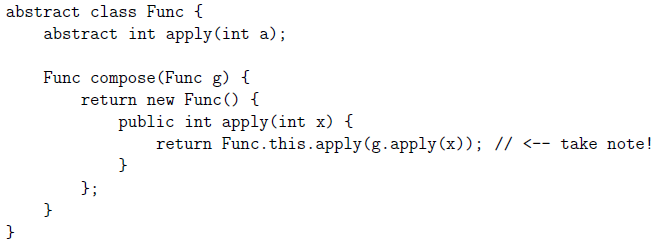 abstract class Func {
    abstract int apply(int a);

    Func compose(Func g) {
        return new Func() {
            public int apply(int x) {
                return Func.this.apply(g.apply(x)); // <-- take note!
            }
        };
    }
}